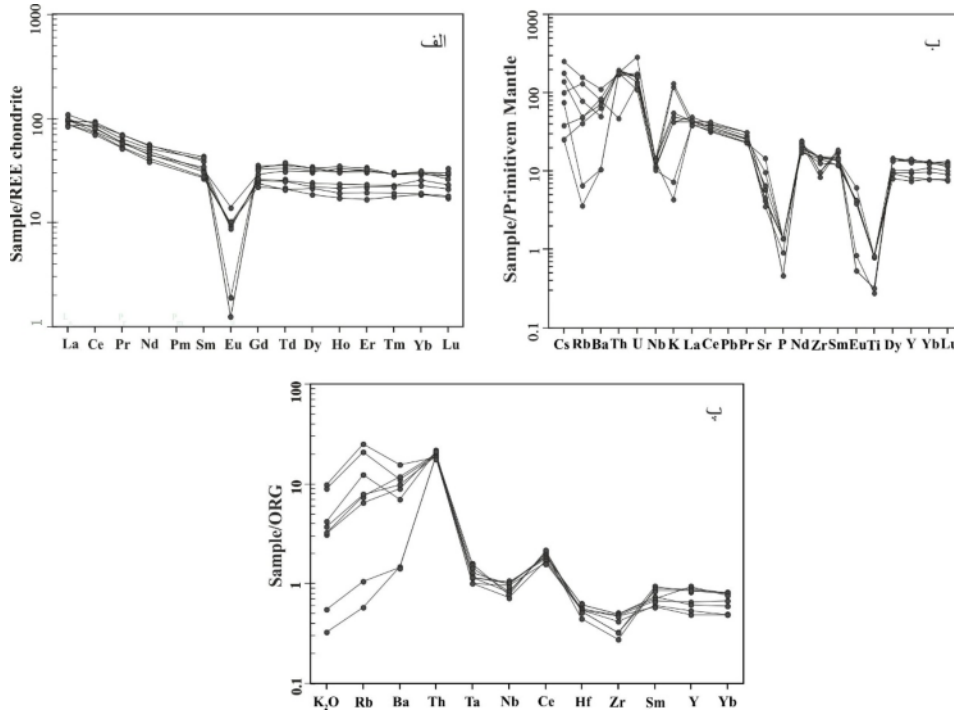 الف
Sample/REE chondrite
1000
100
10
1
La Ce Pr Nd Pm Sm Eu Gd Td Dy Ho Er Tm Yb Lu
ب
Sample/Primitivem Mantle
1000
100
10
1
0.1
Cs Rb Ba Th U Nb K La Ce Pb Pr Sr P Nd Zr Sm Eu Ti Dy Y Yb Lu
Sample/ORG
100
10
1
0.1
K2O Rb Ba Th Ta Nb Ce Hf Zr Sm Y Yb